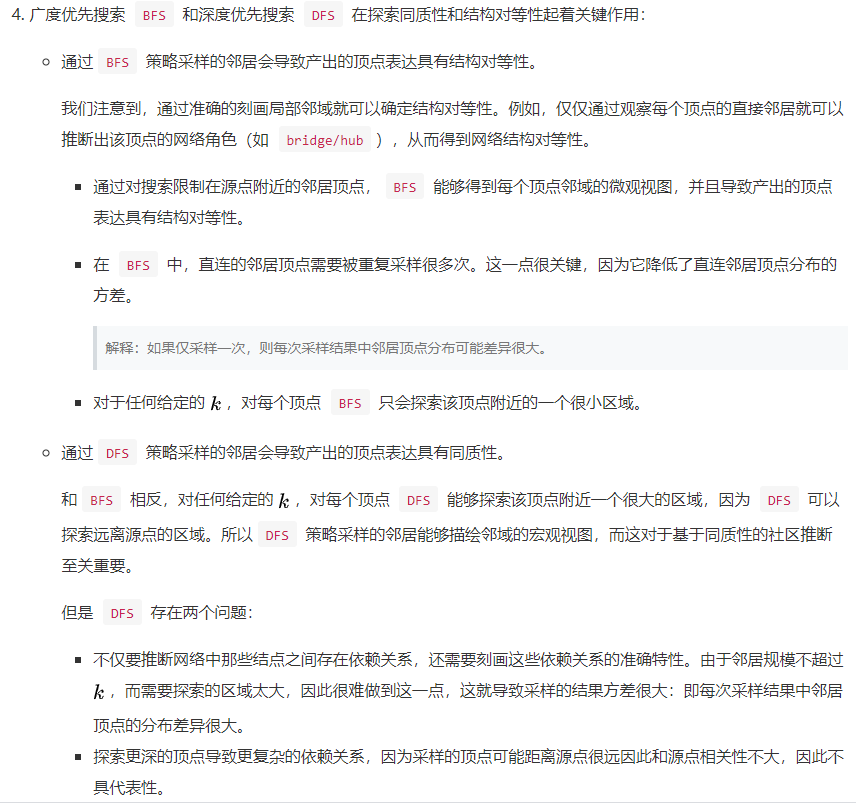 4. 广度优先搜索 BFS 和深度优先搜索 DFS 在探索同质性和结构对等性起着关键作用：
通过 BFS 策略采样的邻居会导致产出的顶点表达具有结构对等性。
我们注意到，通过准确的刻画局部邻域就可以确定结构对等性。例如，仅仅通过观察每个顶点的直接邻居就可以
推断出该顶点的网络角色（如 bridge/hub ），从而得到网络结构对等性。
通过对搜索限制在源点附近的邻居顶点， BFS 能够得到每个顶点邻域的微观视图，并且导致产出的顶点
表达具有结构对等性。
在 BFS 中，直连的邻居顶点需要被重复采样很多次。这一点很关键，因为它降低了直连邻居顶点分布的
方差。
解释：如果仅采样一次，则每次采样结果中邻居顶点分布可能差异很大。
对于任何给定的 k ，对每个顶点 BFS 只会探索该顶点附近的一个很小区域。
通过 DFS 策略采样的邻居会导致产出的顶点表达具有同质性。
和 BFS 相反，对任何给定的 k ，对每个顶点 DFS 能够探索该顶点附近一个很大的区域，因为 DFS 可以
探索远离源点的区域。所以 DFS 策略采样的邻居能够描绘邻域的宏观视图，而这对于基于同质性的社区推断
至关重要。
但是 DFS 存在两个问题：
不仅要推断网络中那些结点之间存在依赖关系，还需要刻画这些依赖关系的准确特性。由于邻居规模不超过
k ，而需要探索的区域太大，因此很难做到这一点，这就导致采样的结果方差很大：即每次采样结果中邻居
顶点的分布差异很大。
探索更深的顶点导致更复杂的依赖关系，因为采样的顶点可能距离源点很远因此和源点相关性不大，因此不
具代表性。